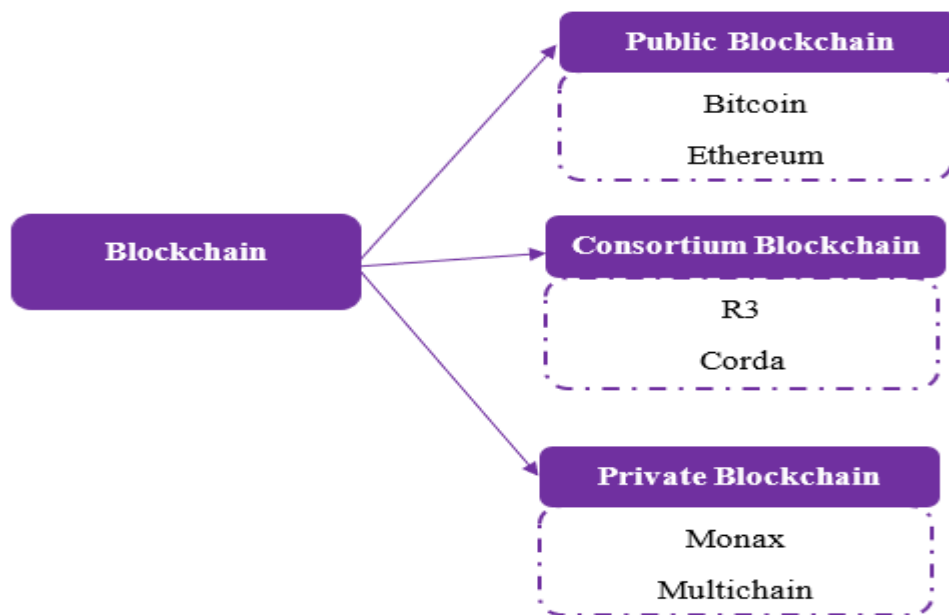 Public Blockchain
Bitcoin
Ethereum
Blockchain
Consortium Blockchain
R3
Corda
Private Blockchain
Monax
Multichain